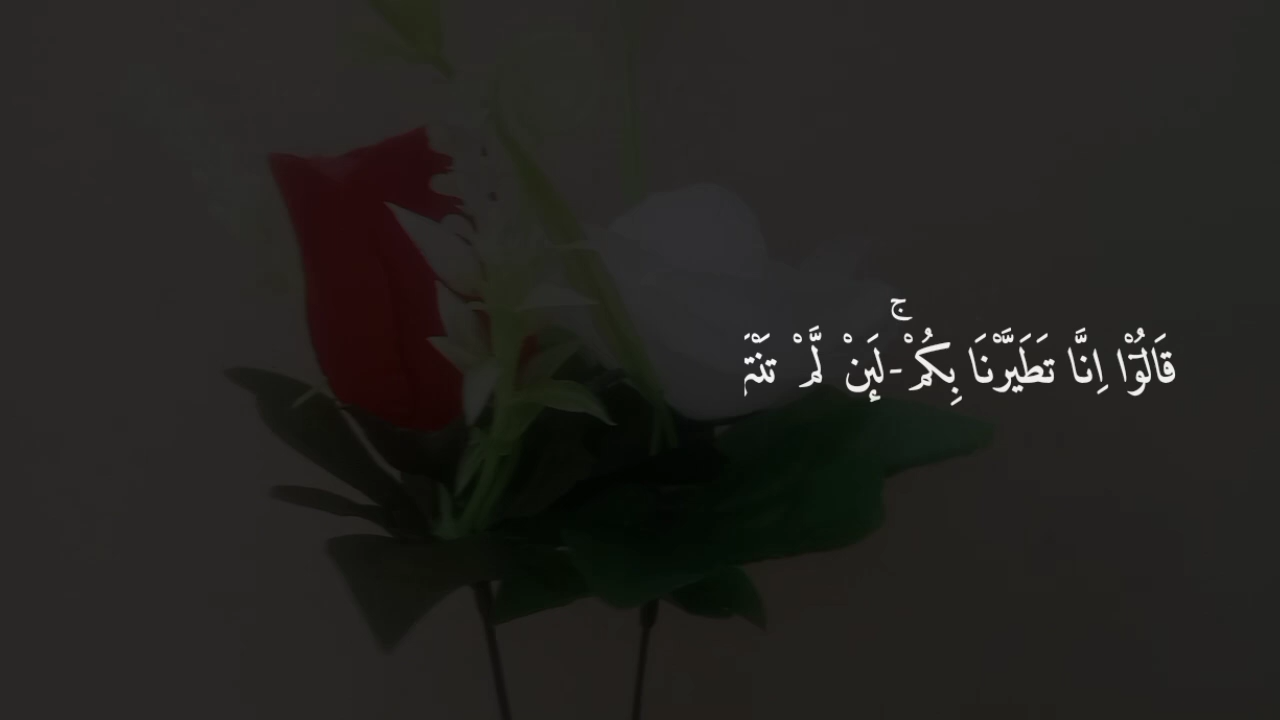 قَالُوْٓا اِنَّا تَطَيَّرْنَا بِكُمْۚ-لَىِٕنْ لَّمْ